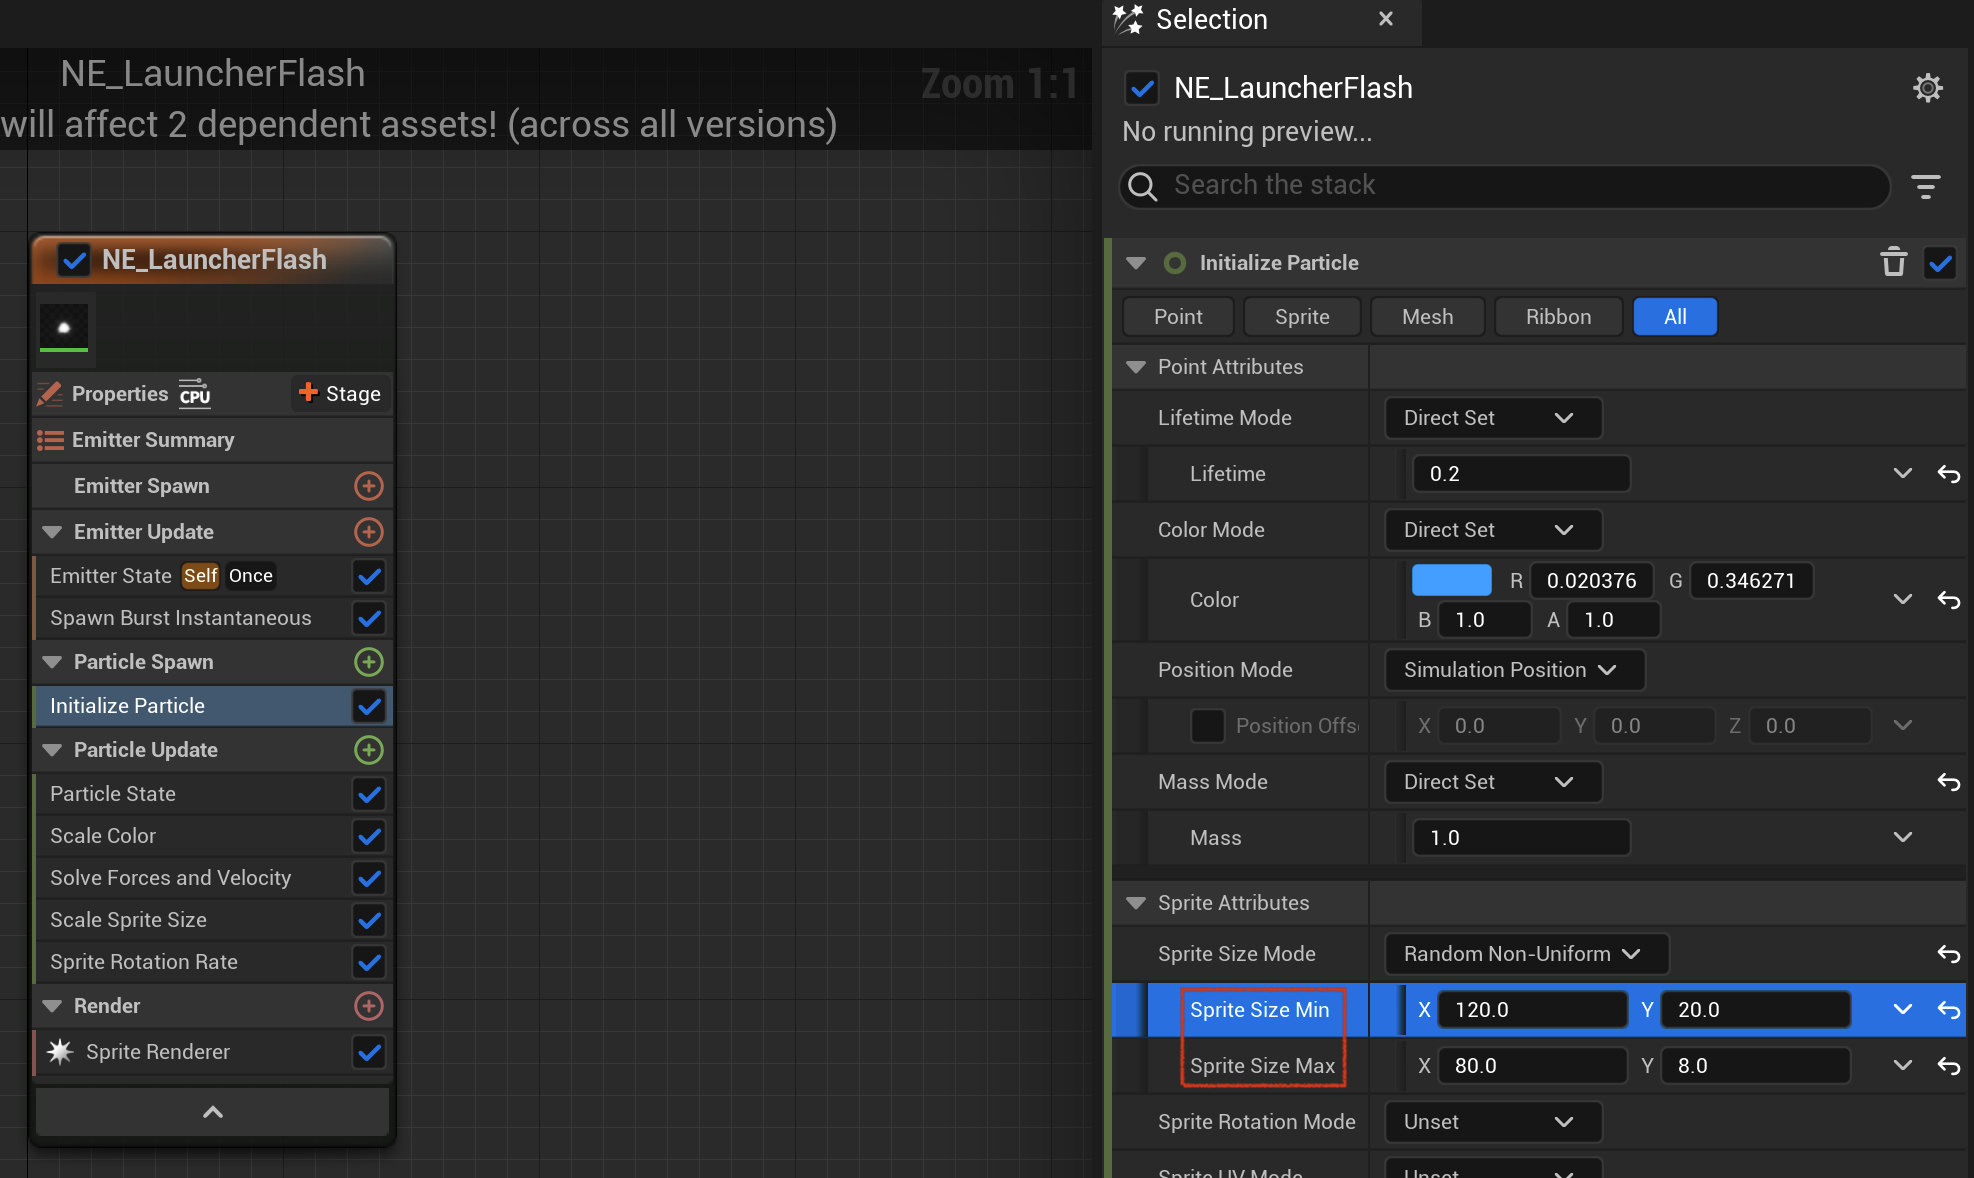 NE_LauncherFlash
will affect 2 dependent assets! (across all versions)
Zoom 1:1
NE_LauncherFlash
Properties CPU Stage
Emitter Summary
Emitter Spawn
Emitter Update
Emitter State Self Once
Spawn Burst Instantaneous
Particle Spawn
Initialize Particle
Particle Update
Particle State
Scale Color
Solve Forces and Velocity
Scale Sprite Size
Sprite Rotation Rate
Render
Sprite Renderer
Selection
NE_LauncherFlash
No running preview...
Search the stack
Initialize Particle
Point Sprite Mesh Ribbon All
Point Attributes
Lifetime Mode Direct Set
Lifetime 0.2
Color Mode Direct Set
Color R 0.020376 G 0.346271
B 1.0 A 1.0
Position Mode Simulation Position
Position Offs X 0.0 Y 0.0 Z 0.0
Mass Mode Direct Set
Mass 1.0
Sprite Attributes
Sprite Size Mode Random Non-Uniform
Sprite Size Min X 120.0 Y 20.0
Sprite Size Max X 80.0 Y 8.0
Sprite Rotation Mode Unset
Sprite UV Mode Unset